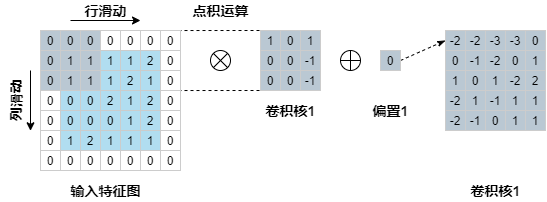 行滑动
点积运算
列滑动
0 0 0 0 0 0 0
0 1 1 1 1 2 0
0 1 1 1 2 1 0
0 0 0 2 1 2 0
0 0 0 0 1 2 0
0 1 2 1 1 1 0
0 0 0 0 0 0 0
1 0 1
0 0 -1
0 0 -1
0
-2 -2 -3 -3 0
0 -1 -2 0 1
1 0 1 -2 2
-2 1 -1 1 1
-2 -1 0 1 1
卷积核1
偏置1
输入特征图
卷积核1